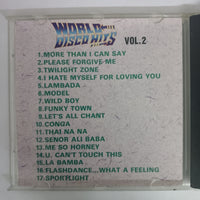 WORLD
DISCO HITS
VOL.2
1.MORE THAN I CAN SAY
2.PLEASE FORGIVE ME
3.TWILIGHT ZONE
4.I HATE MYSELF FOR LOVING YOU
5.LAMBADA
6.MODEL
7.WILD BOY
8.FUNKY TOWN
9.LET'S ALL CHANT
10.CONGA
11.THAI NA NA
12.SENOR ALI BABA
13.ME SO HORNEY
14.U. CAN'T TOUCH THIS
15.LA BAMBA
16.FLASHDANCE...WHAT A FEELING
17.SPORTLIGHT